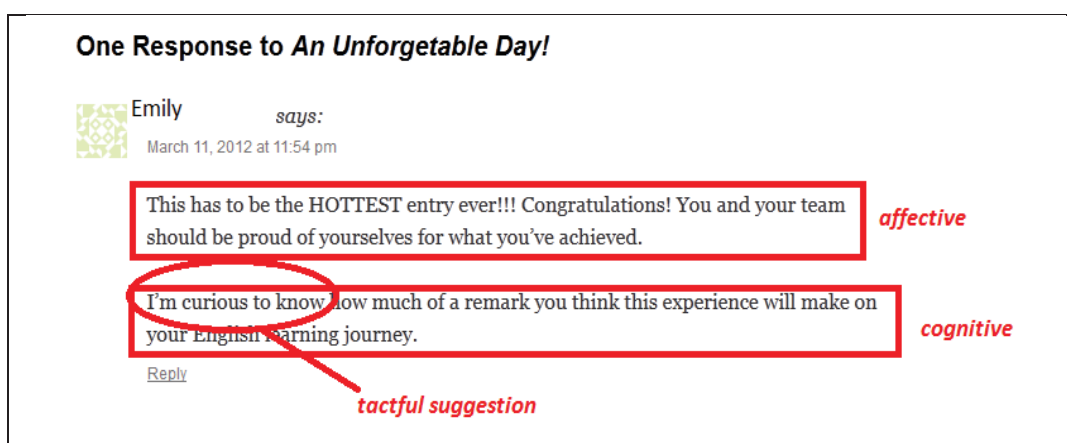 One Response to An Unforgetable Day!
Emily says:
March 11, 2012 at 11:54 pm
This has to be the HOTTEST entry ever!!! Congratulations! You and your team
should be proud of yourselves for what you've achieved.
affective
I'm curious to know how much of a remark you think this experience will make on
your English learning journey.
cognitive
Reply
tactful suggestion